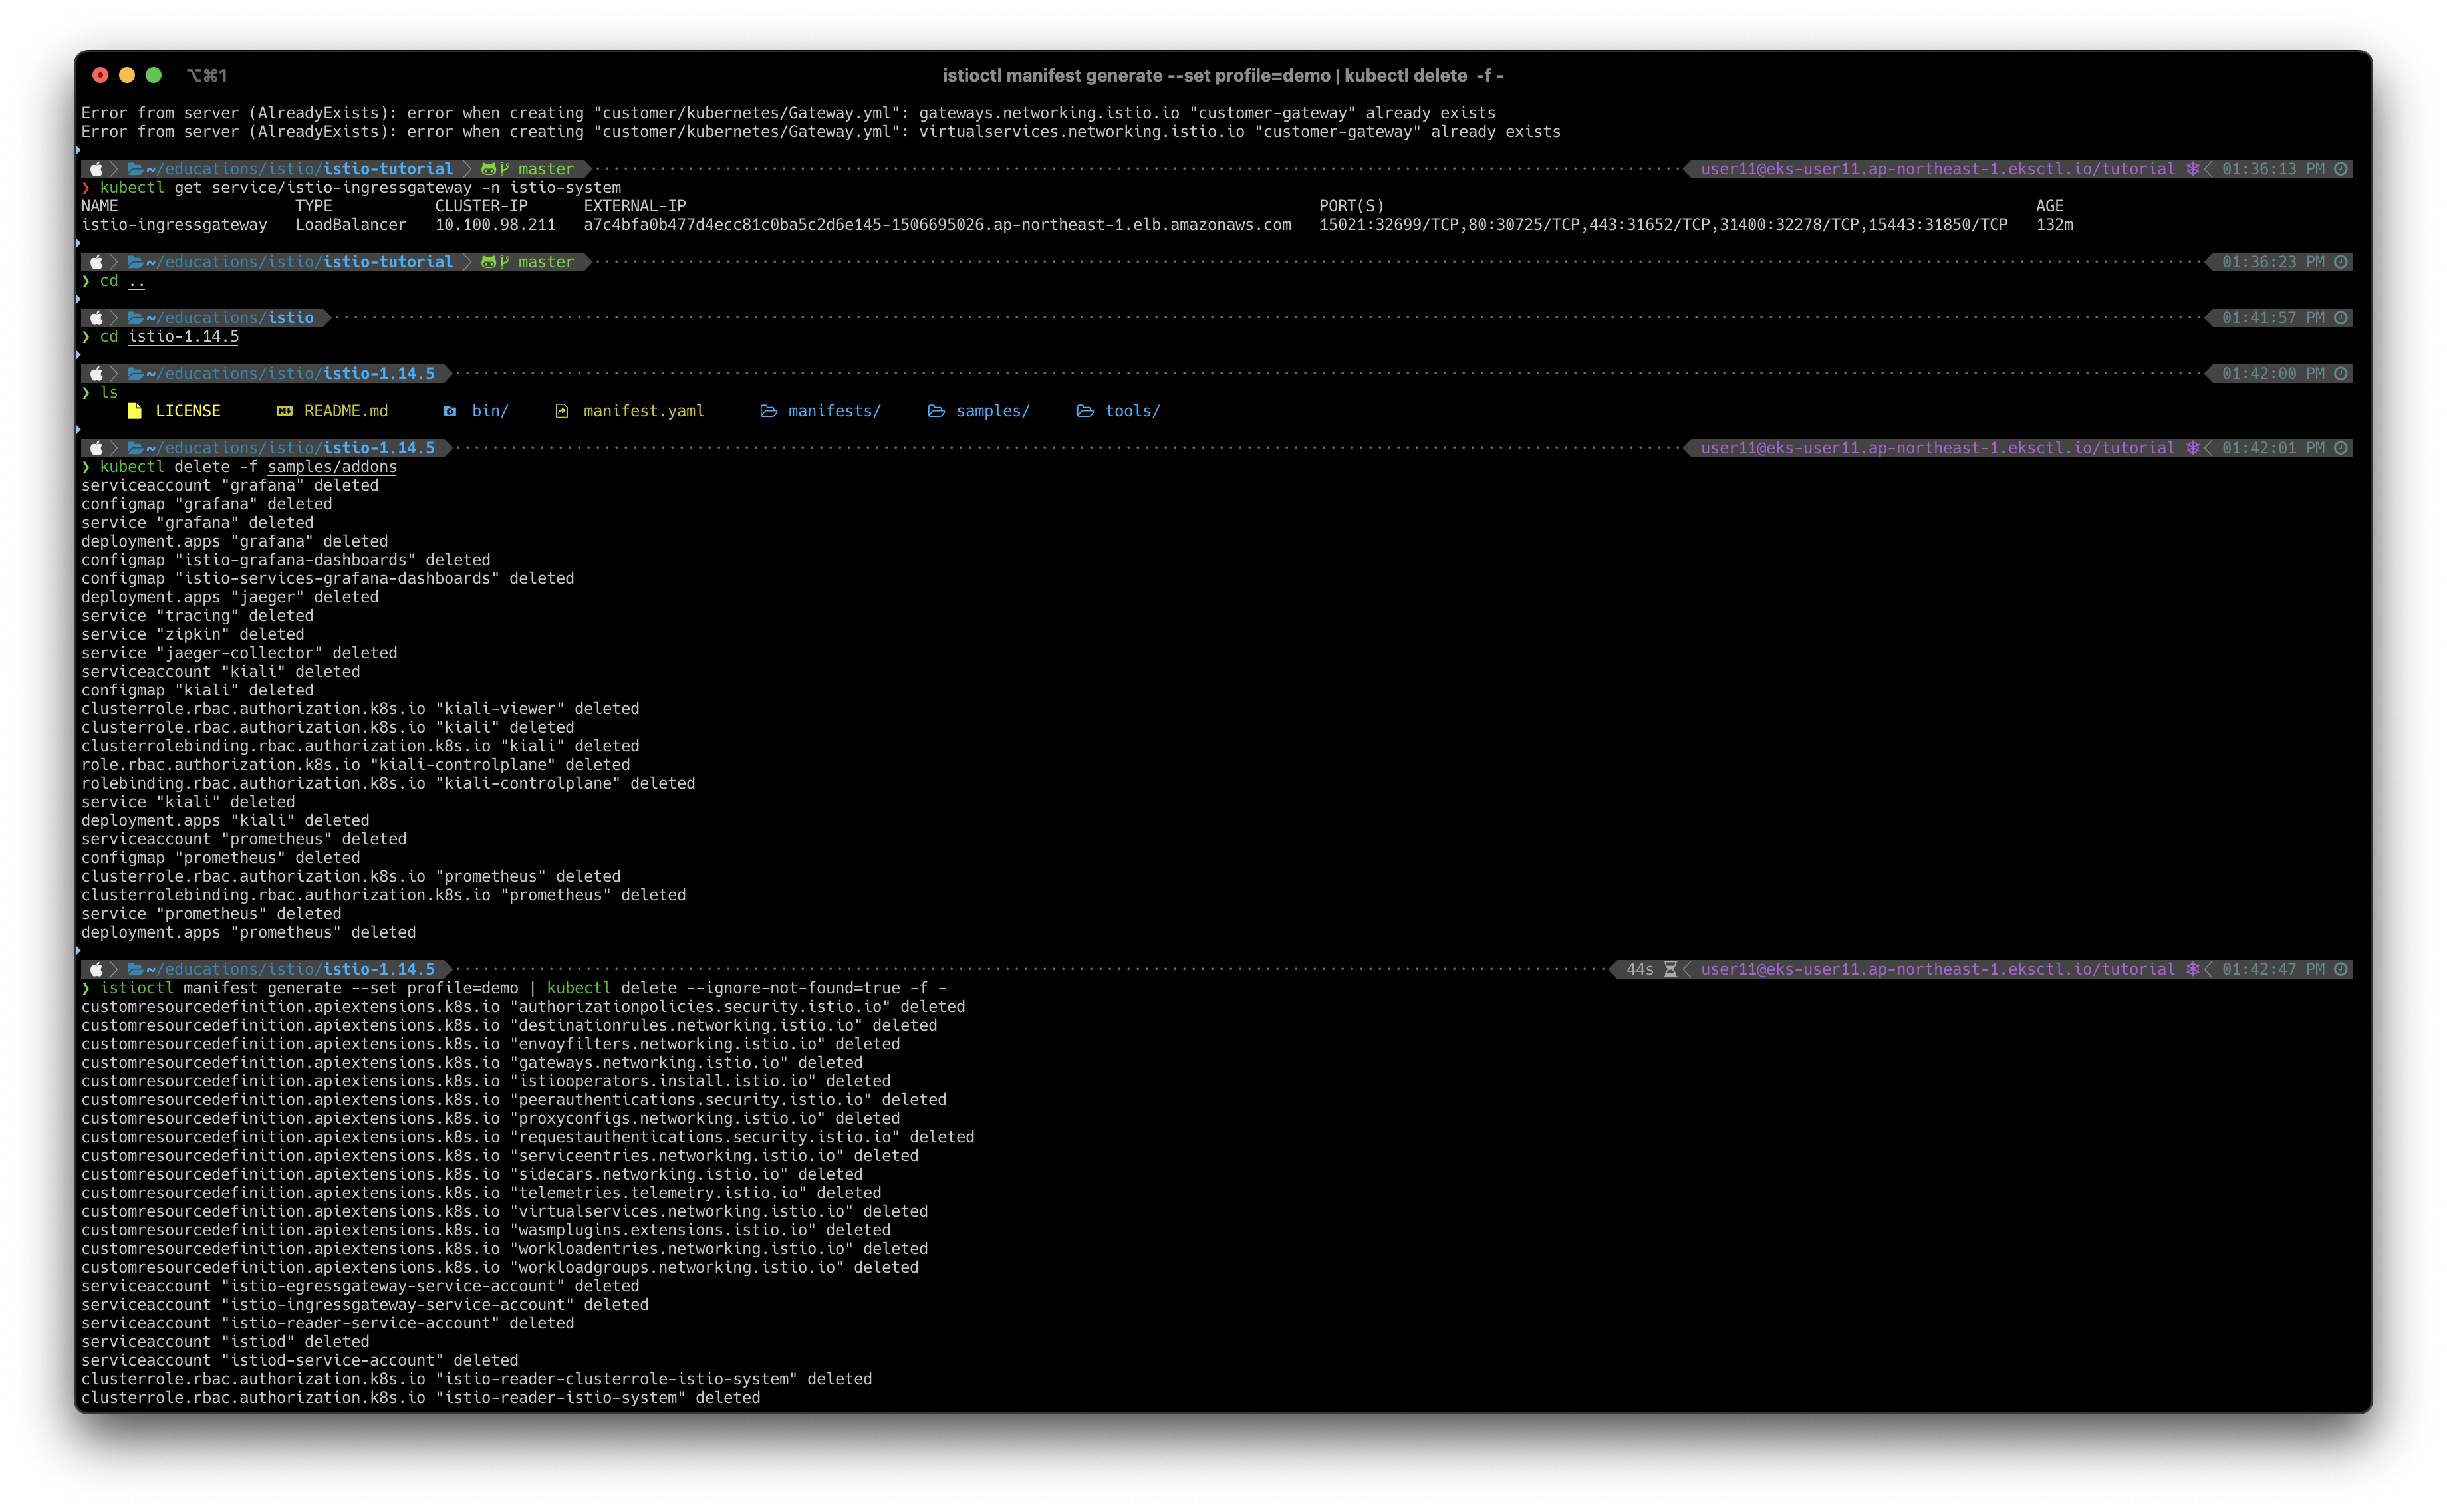 ⌥⌘1 istioctl manifest generate --set profile=demo | kubectl delete -f -
Error from server (AlreadyExists): error when creating "customer/kubernetes/Gateway.yml": gateways.networking.istio.io "customer-gateway" already exists
Error from server (AlreadyExists): error when creating "customer/kubernetes/Gateway.yml": virtualservices.networking.istio.io "customer-gateway" already exists
~/educations/istio/istio-tutorial master user11@eks-user11.ap-northeast-1.eksctl.io/tutorial 01:36:13 PM
❯ kubectl get service/istio-ingressgateway -n istio-system
NAME TYPE CLUSTER-IP EXTERNAL-IP PORT(S) AGE
istio-ingressgateway LoadBalancer 10.100.98.211 a7c4bfa0b477d4ecc81c0ba5c2d6e145-1506695026.ap-northeast-1.elb.amazonaws.com 15021:32699/TCP,80:30725/TCP,443:31652/TCP,31400:32278/TCP,15443:31850/TCP 132m
~/educations/istio/istio-tutorial master 01:36:23 PM
❯ cd ..
~/educations/istio 01:41:57 PM
❯ cd istio-1.14.5
~/educations/istio/istio-1.14.5 01:42:00 PM
❯ ls
LICENSE README.md bin/ manifest.yaml manifests/ samples/ tools/
~/educations/istio/istio-1.14.5 user11@eks-user11.ap-northeast-1.eksctl.io/tutorial 01:42:01 PM
❯ kubectl delete -f samples/addons
serviceaccount "grafana" deleted
configmap "grafana" deleted
service "grafana" deleted
deployment.apps "grafana" deleted
configmap "istio-grafana-dashboards" deleted
configmap "istio-services-grafana-dashboards" deleted
deployment.apps "jaeger" deleted
service "tracing" deleted
service "zipkin" deleted
service "jaeger-collector" deleted
serviceaccount "kiali" deleted
configmap "kiali" deleted
clusterrole.rbac.authorization.k8s.io "kiali-viewer" deleted
clusterrole.rbac.authorization.k8s.io "kiali" deleted
clusterrolebinding.rbac.authorization.k8s.io "kiali" deleted
role.rbac.authorization.k8s.io "kiali-controlplane" deleted
rolebinding.rbac.authorization.k8s.io "kiali-controlplane" deleted
service "kiali" deleted
deployment.apps "kiali" deleted
serviceaccount "prometheus" deleted
configmap "prometheus" deleted
clusterrole.rbac.authorization.k8s.io "prometheus" deleted
clusterrolebinding.rbac.authorization.k8s.io "prometheus" deleted
service "prometheus" deleted
deployment.apps "prometheus" deleted
~/educations/istio/istio-1.14.5 44s user11@eks-user11.ap-northeast-1.eksctl.io/tutorial 01:42:47 PM
❯ istioctl manifest generate --set profile=demo | kubectl delete --ignore-not-found=true -f -
customresourcedefinition.apiextensions.k8s.io "authorizationpolicies.security.istio.io" deleted
customresourcedefinition.apiextensions.k8s.io "destinationrules.networking.istio.io" deleted
customresourcedefinition.apiextensions.k8s.io "envoyfilters.networking.istio.io" deleted
customresourcedefinition.apiextensions.k8s.io "gateways.networking.istio.io" deleted
customresourcedefinition.apiextensions.k8s.io "istiooperators.install.istio.io" deleted
customresourcedefinition.apiextensions.k8s.io "peerauthentications.security.istio.io" deleted
customresourcedefinition.apiextensions.k8s.io "proxyconfigs.networking.istio.io" deleted
customresourcedefinition.apiextensions.k8s.io "requestauthentications.security.istio.io" deleted
customresourcedefinition.apiextensions.k8s.io "serviceentries.networking.istio.io" deleted
customresourcedefinition.apiextensions.k8s.io "sidecars.networking.istio.io" deleted
customresourcedefinition.apiextensions.k8s.io "telemetries.telemetry.istio.io" deleted
customresourcedefinition.apiextensions.k8s.io "virtualservices.networking.istio.io" deleted
customresourcedefinition.apiextensions.k8s.io "wasmplugins.extensions.istio.io" deleted
customresourcedefinition.apiextensions.k8s.io "workloadentries.networking.istio.io" deleted
customresourcedefinition.apiextensions.k8s.io "workloadgroups.networking.istio.io" deleted
serviceaccount "istio-egressgateway-service-account" deleted
serviceaccount "istio-ingressgateway-service-account" deleted
serviceaccount "istio-reader-service-account" deleted
serviceaccount "istiod" deleted
serviceaccount "istiod-service-account" deleted
clusterrole.rbac.authorization.k8s.io "istio-reader-clusterrole-istio-system" deleted
clusterrole.rbac.authorization.k8s.io "istio-reader-istio-system" deleted